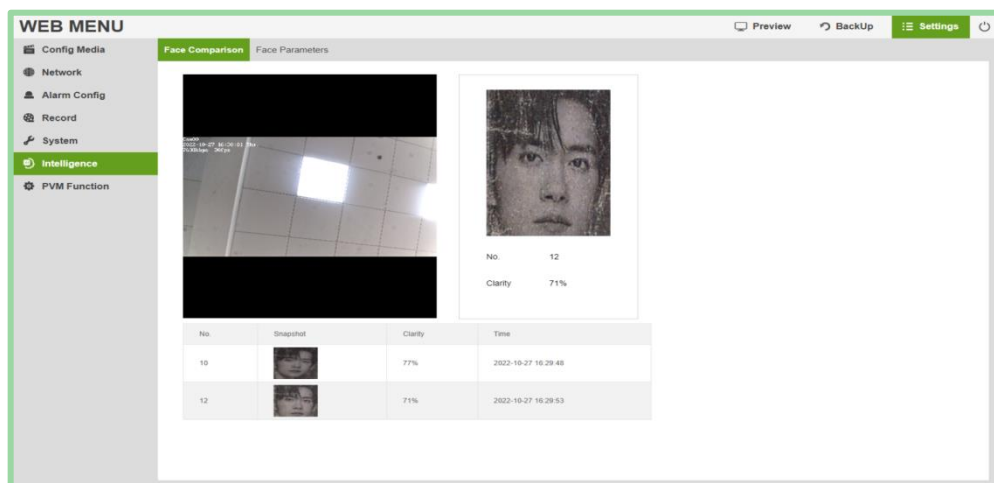 WEB MENU
Preview
BackUp
Settings
Config Media
Network
Alarm Config
Record
System
Intelligence
PVM Function
Face Comparison
Face Parameters
No. 12
Clarity 71%
No. Snapshot Clarity Time
10 77% 2022-10-27 16:29:48
12 71% 2022-10-27 16:29:53